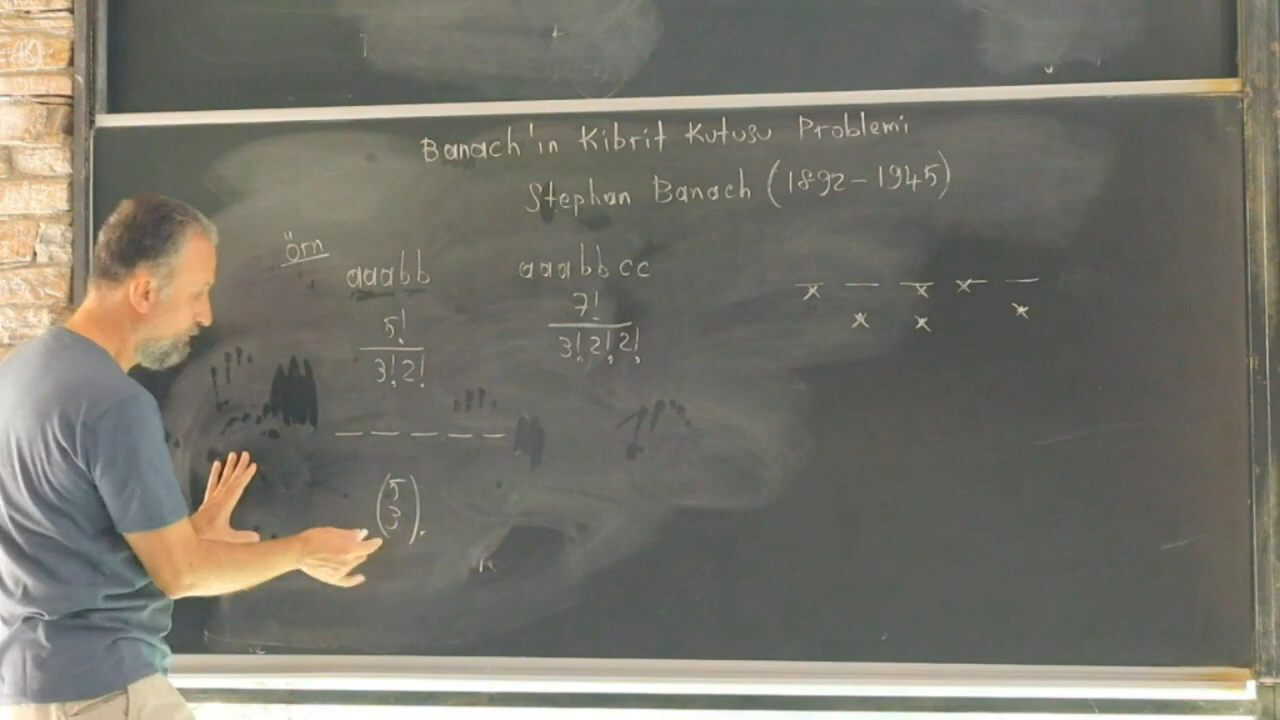 Banach'in Kibrit Kutusu Problemi
Stephan Banach (1892-1945)
Örn
aaabb
aaabbcc
5!
3!2!
7!
3!2!2!
x x x
x x x
(5
3)